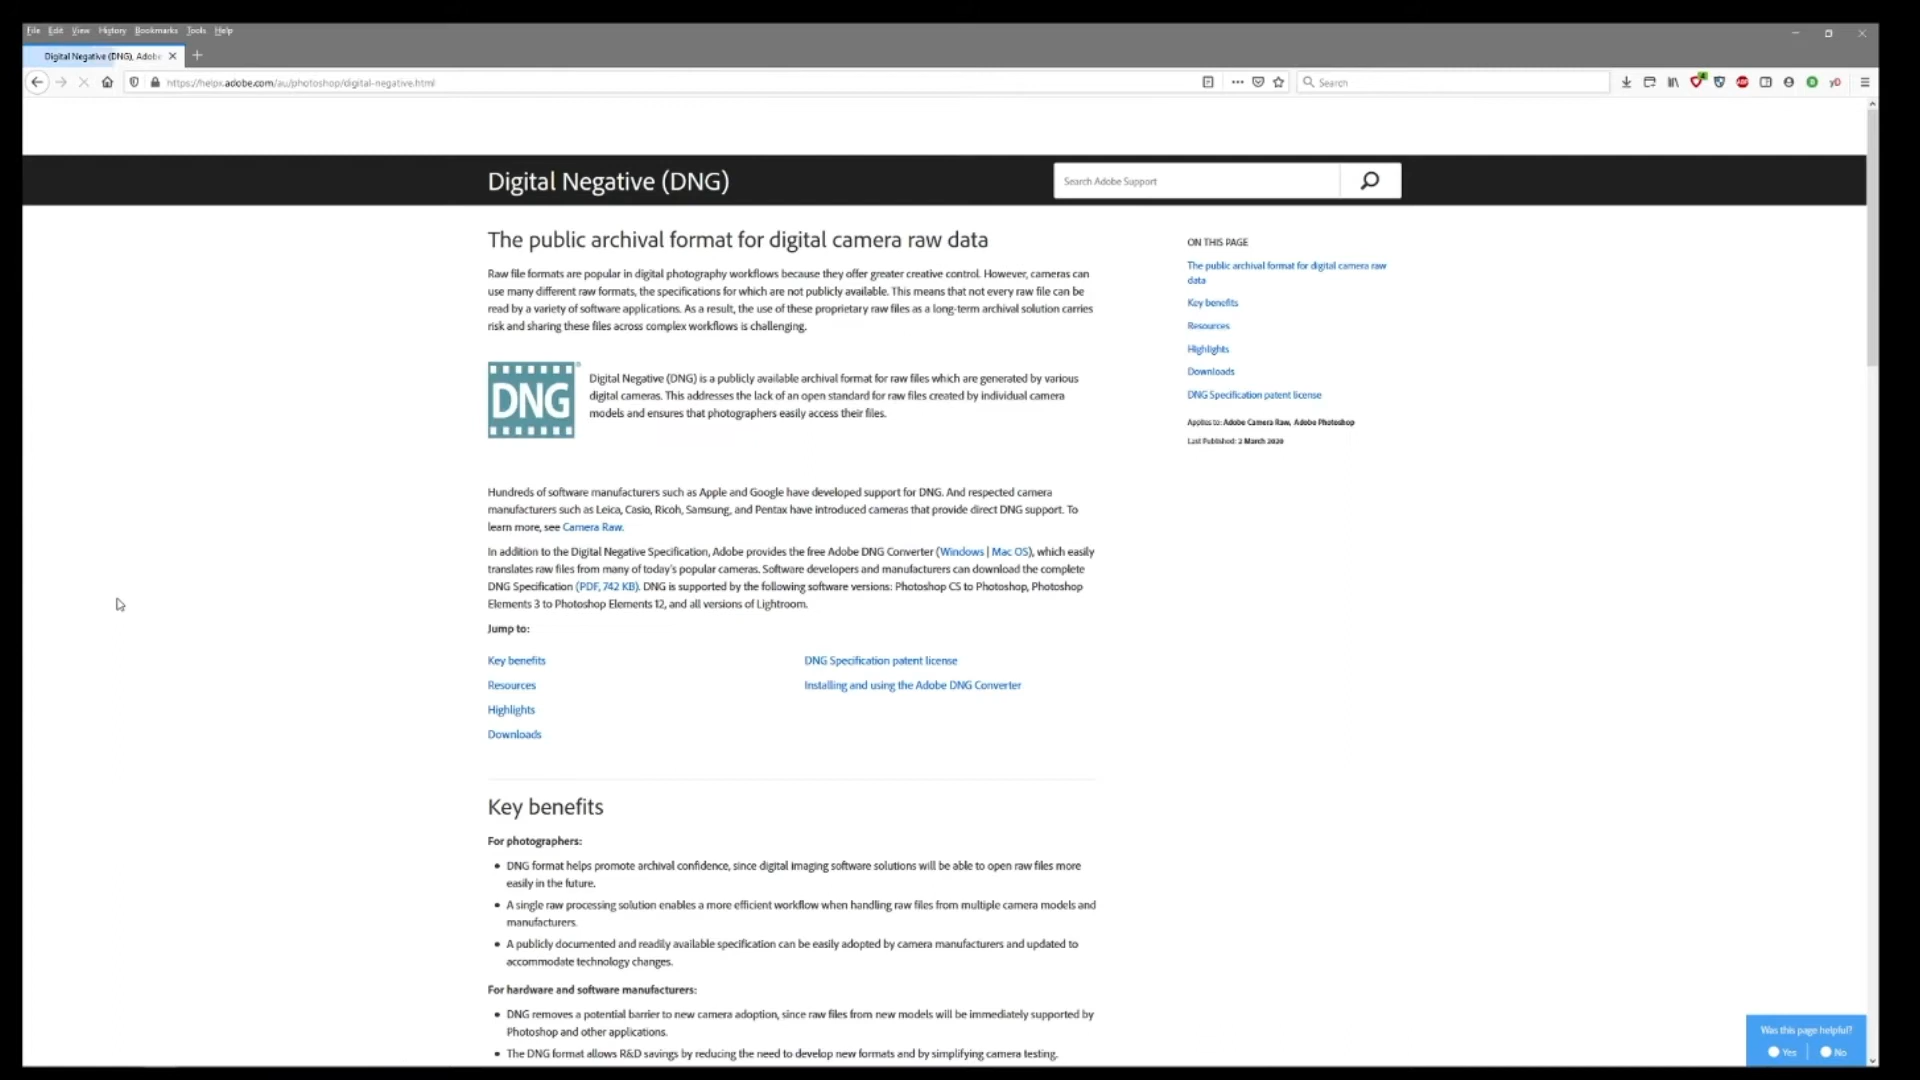 File Edit View History Bookmarks Tools Help
Digital Negative (DNG), Adobe
https://helpx.adobe.com/au/photoshop/digital-negative.html
Search
Digital Negative (DNG)
Search Adobe Support
The public archival format for digital camera raw data
Raw file formats are popular in digital photography workflows because they offer greater creative control. However, cameras can
use many different raw formats, the specifications for which are not publicly available. This means that not every raw file can be
read by a variety of software applications. As a result, the use of these proprietary raw files as a long-term archival solution carries
risk and sharing these files across complex workflows is challenging.
DNG
Digital Negative (DNG) is a publicly available archival format for raw files which are generated by various
digital cameras. This addresses the lack of an open standard for raw files created by individual camera
models and ensures that photographers easily access their files.
Hundreds of software manufacturers such as Apple and Google have developed support for DNG. And respected camera
manufacturers such as Leica, Casio, Ricoh, Samsung, and Pentax have introduced cameras that provide direct DNG support. To
learn more, see Camera Raw.
In addition to the Digital Negative Specification, Adobe provides the free Adobe DNG Converter (Windows | Mac OS), which easily
translates raw files from many of today's popular cameras. Software developers and manufacturers can download the complete
DNG Specification (PDF, 742 KB). DNG is supported by the following software versions: Photoshop CS to Photoshop, Photoshop
Elements 3 to Photoshop Elements 12, and all versions of Lightroom.
Jump to:
Key benefits
Resources
Highlights
Downloads
DNG Specification patent license
Installing and using the Adobe DNG Converter
Key benefits
For photographers:
• DNG format helps promote archival confidence, since digital imaging software solutions will be able to open raw files more
easily in the future.
• A single raw processing solution enables a more efficient workflow when handling raw files from multiple camera models and
manufacturers.
• A publicly documented and readily available specification can be easily adopted by camera manufacturers and updated to
accommodate technology changes.
For hardware and software manufacturers:
• DNG removes a potential barrier to new camera adoption, since raw files from new models will be immediately supported by
Photoshop and other applications.
• The DNG format allows R&D savings by reducing the need to develop new formats and by simplifying camera testing.
ON THIS PAGE
The public archival format for digital camera raw
data
Key benefits
Resources
Highlights
Downloads
DNG Specification patent license
Applies to: Adobe Camera Raw, Adobe Photoshop
Last Published: 2 March 2020
Was this page helpful?
Yes | No